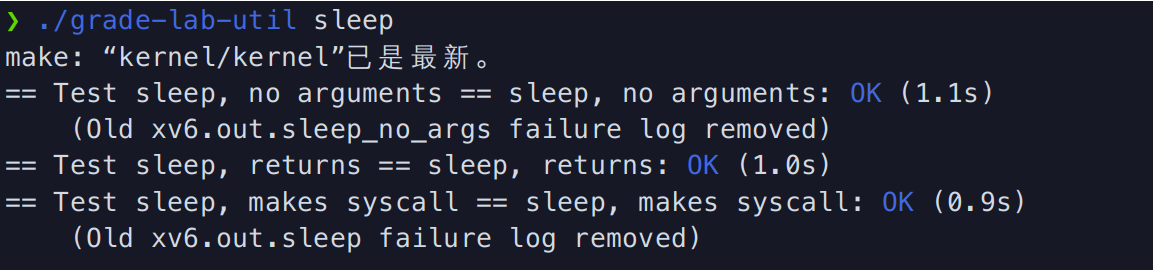 ❯ ./grade-lab-util sleep
make: “kernel/kernel”已是最新。
== Test sleep, no arguments == sleep, no arguments: OK (1.1s)
    (Old xv6.out.sleep_no_args failure log removed)
== Test sleep, returns == sleep, returns: OK (1.0s)
== Test sleep, makes syscall == sleep, makes syscall: OK (0.9s)
    (Old xv6.out.sleep failure log removed)